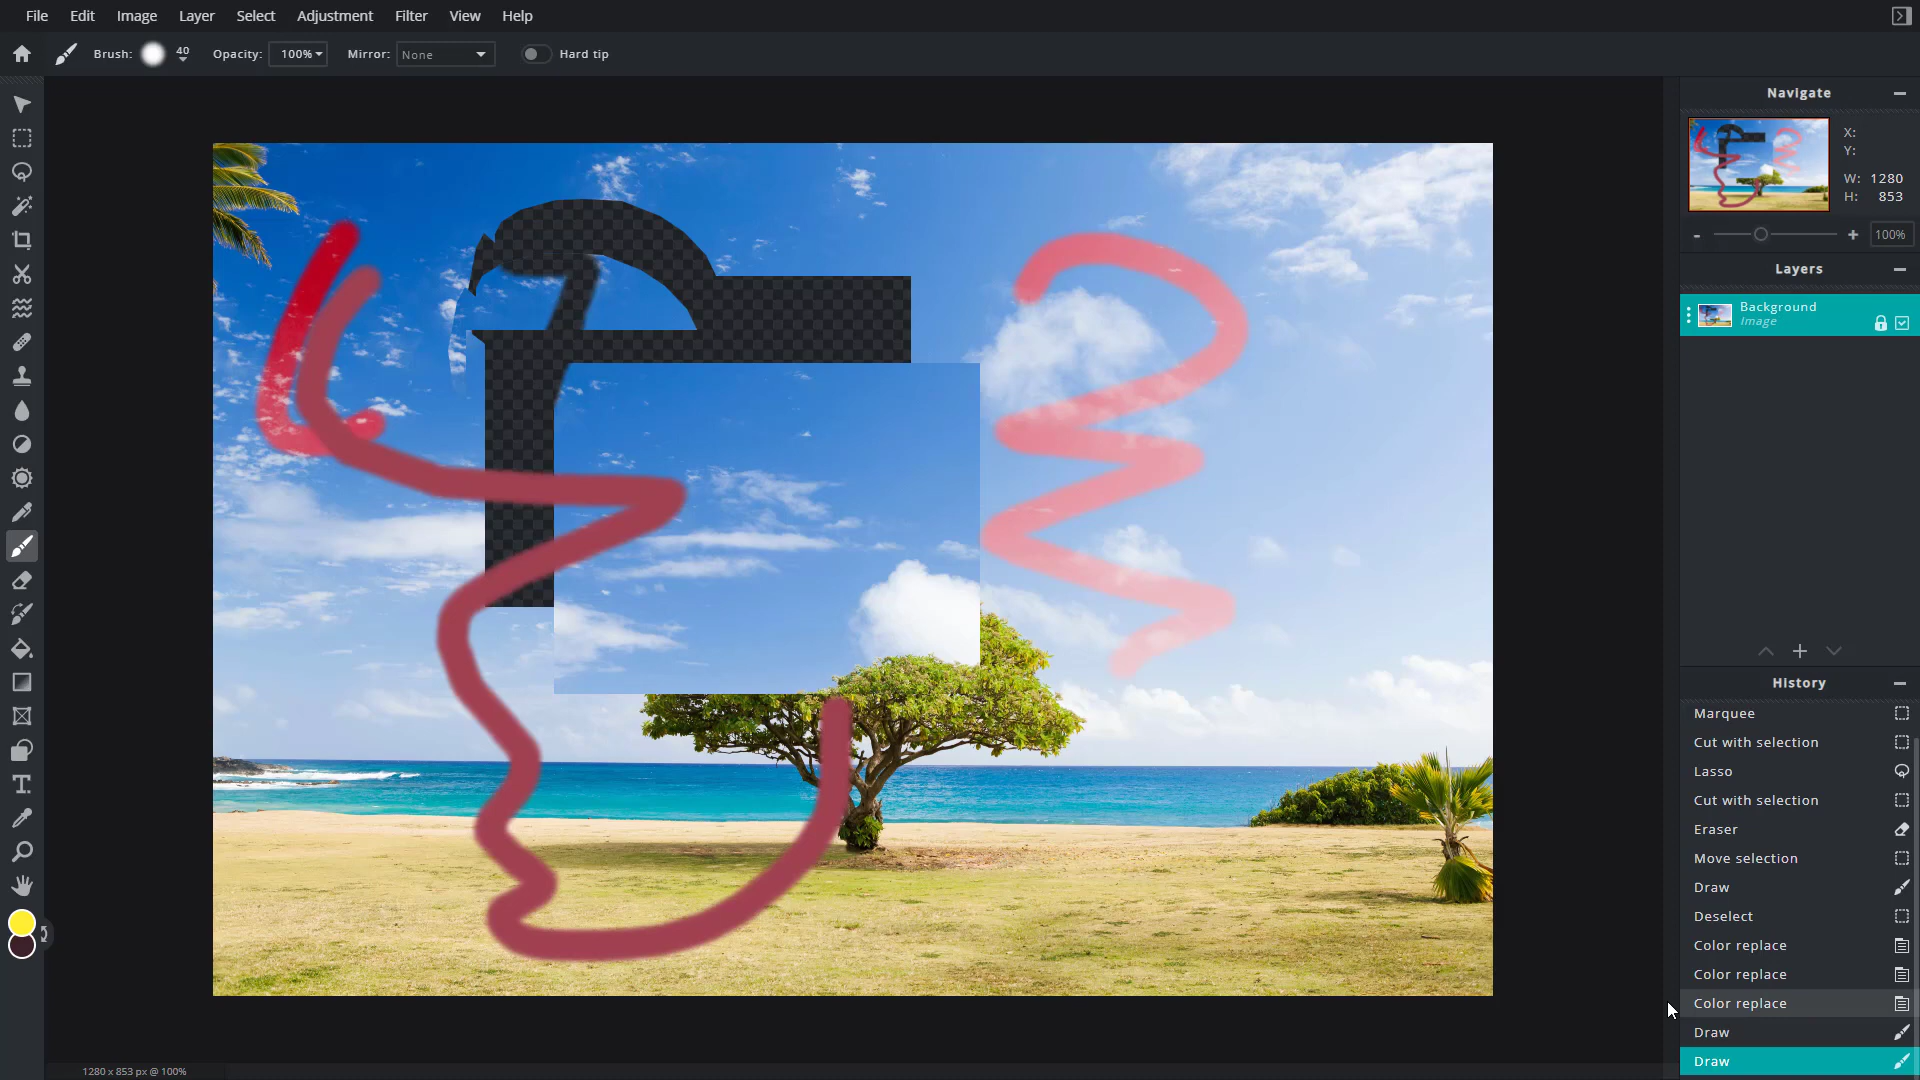 File Edit Image Layer Select Adjustment Filter View Help
Brush: 40 Opacity: 100% Mirror: None Hard tip
Navigate
X:
Y:
W: 1280
H: 853
- + 100%
Layers
Background
Image
+
History
Marquee
Cut with selection
Lasso
Cut with selection
Eraser
Move selection
Draw
Deselect
Color replace
Color replace
Color replace
Draw
Draw
1280 x 853 px @ 100%